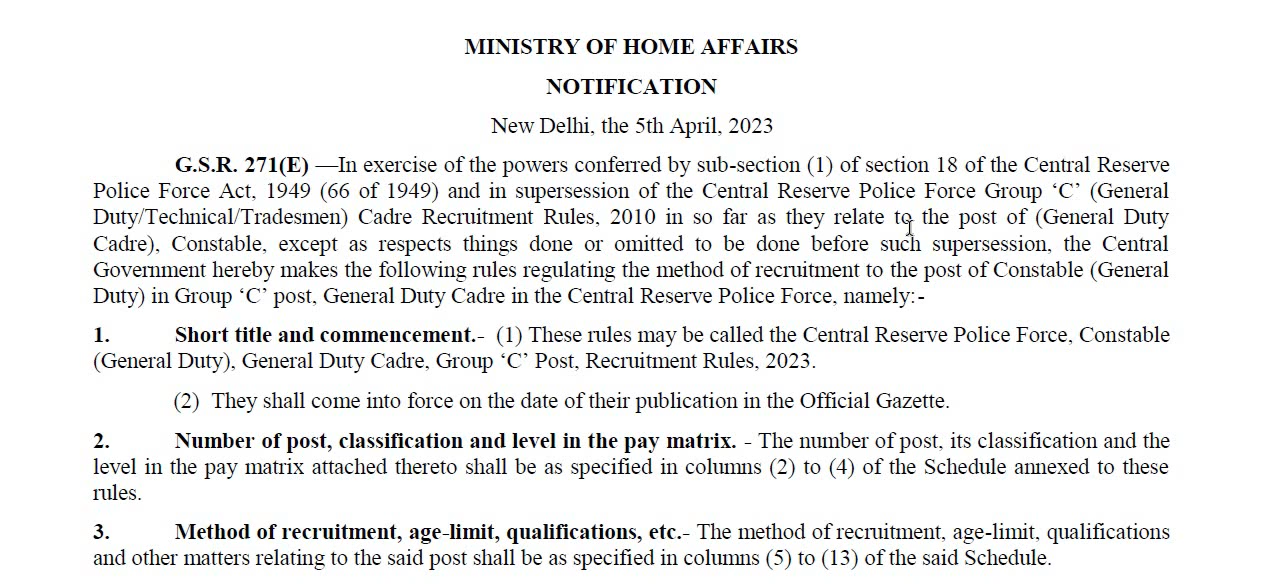 MINISTRY OF HOME AFFAIRS
NOTIFICATION
New Delhi, the 5th April, 2023
G.S.R. 271(E) —In exercise of the powers conferred by sub-section (1) of section 18 of the Central Reserve
Police Force Act, 1949 (66 of 1949) and in supersession of the Central Reserve Police Force Group ‘C’ (General
Duty/Technical/Tradesmen) Cadre Recruitment Rules, 2010 in so far as they relate to the post of (General Duty
Cadre), Constable, except as respects things done or omitted to be done before such supersession, the Central
Government hereby makes the following rules regulating the method of recruitment to the post of Constable (General
Duty) in Group ‘C’ post, General Duty Cadre in the Central Reserve Police Force, namely:-
1. Short title and commencement.- (1) These rules may be called the Central Reserve Police Force, Constable
(General Duty), General Duty Cadre, Group ‘C’ Post, Recruitment Rules, 2023.
(2) They shall come into force on the date of their publication in the Official Gazette.
2. Number of post, classification and level in the pay matrix. - The number of post, its classification and the
level in the pay matrix attached thereto shall be as specified in columns (2) to (4) of the Schedule annexed to these
rules.
3. Method of recruitment, age-limit, qualifications, etc.- The method of recruitment, age-limit, qualifications
and other matters relating to the said post shall be as specified in columns (5) to (13) of the said Schedule.